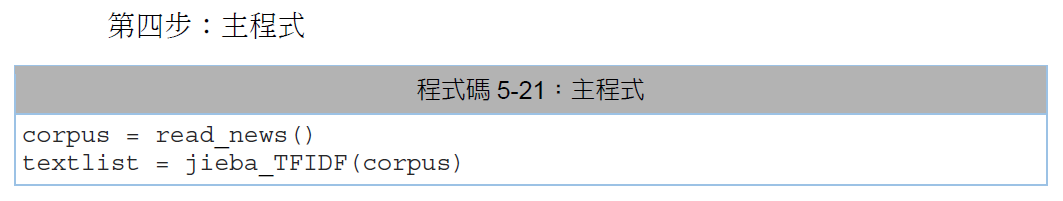 第四步：主程式
程式碼 5-21：主程式
corpus = read_news()
textlist = jieba_TFIDF(corpus)